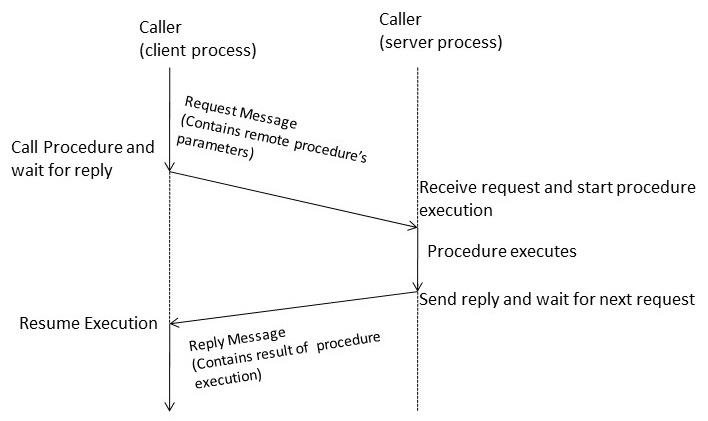 Caller
(client process)
Caller
(server process)
Request Message
(Contains remote procedure's
parameters)
Call Procedure and
wait for reply
Receive request and start procedure
execution
Procedure executes
Send reply and wait for next request
Resume Execution
Reply Message
(Contains result of procedure
execution)